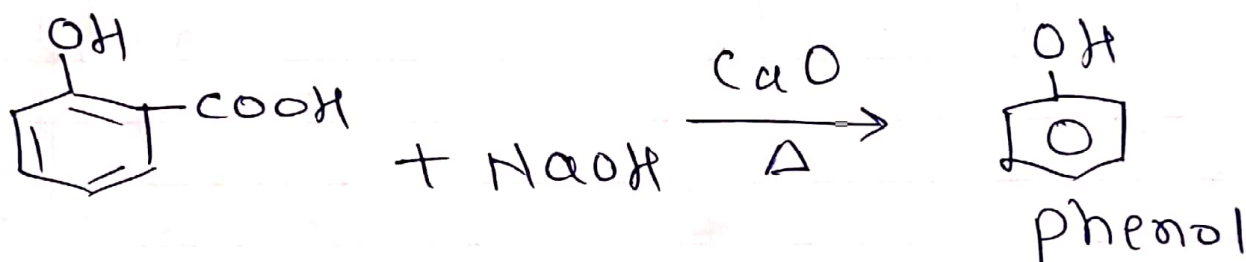 OH
COOH
+ NaOH
CaO
Δ
OH
phenol